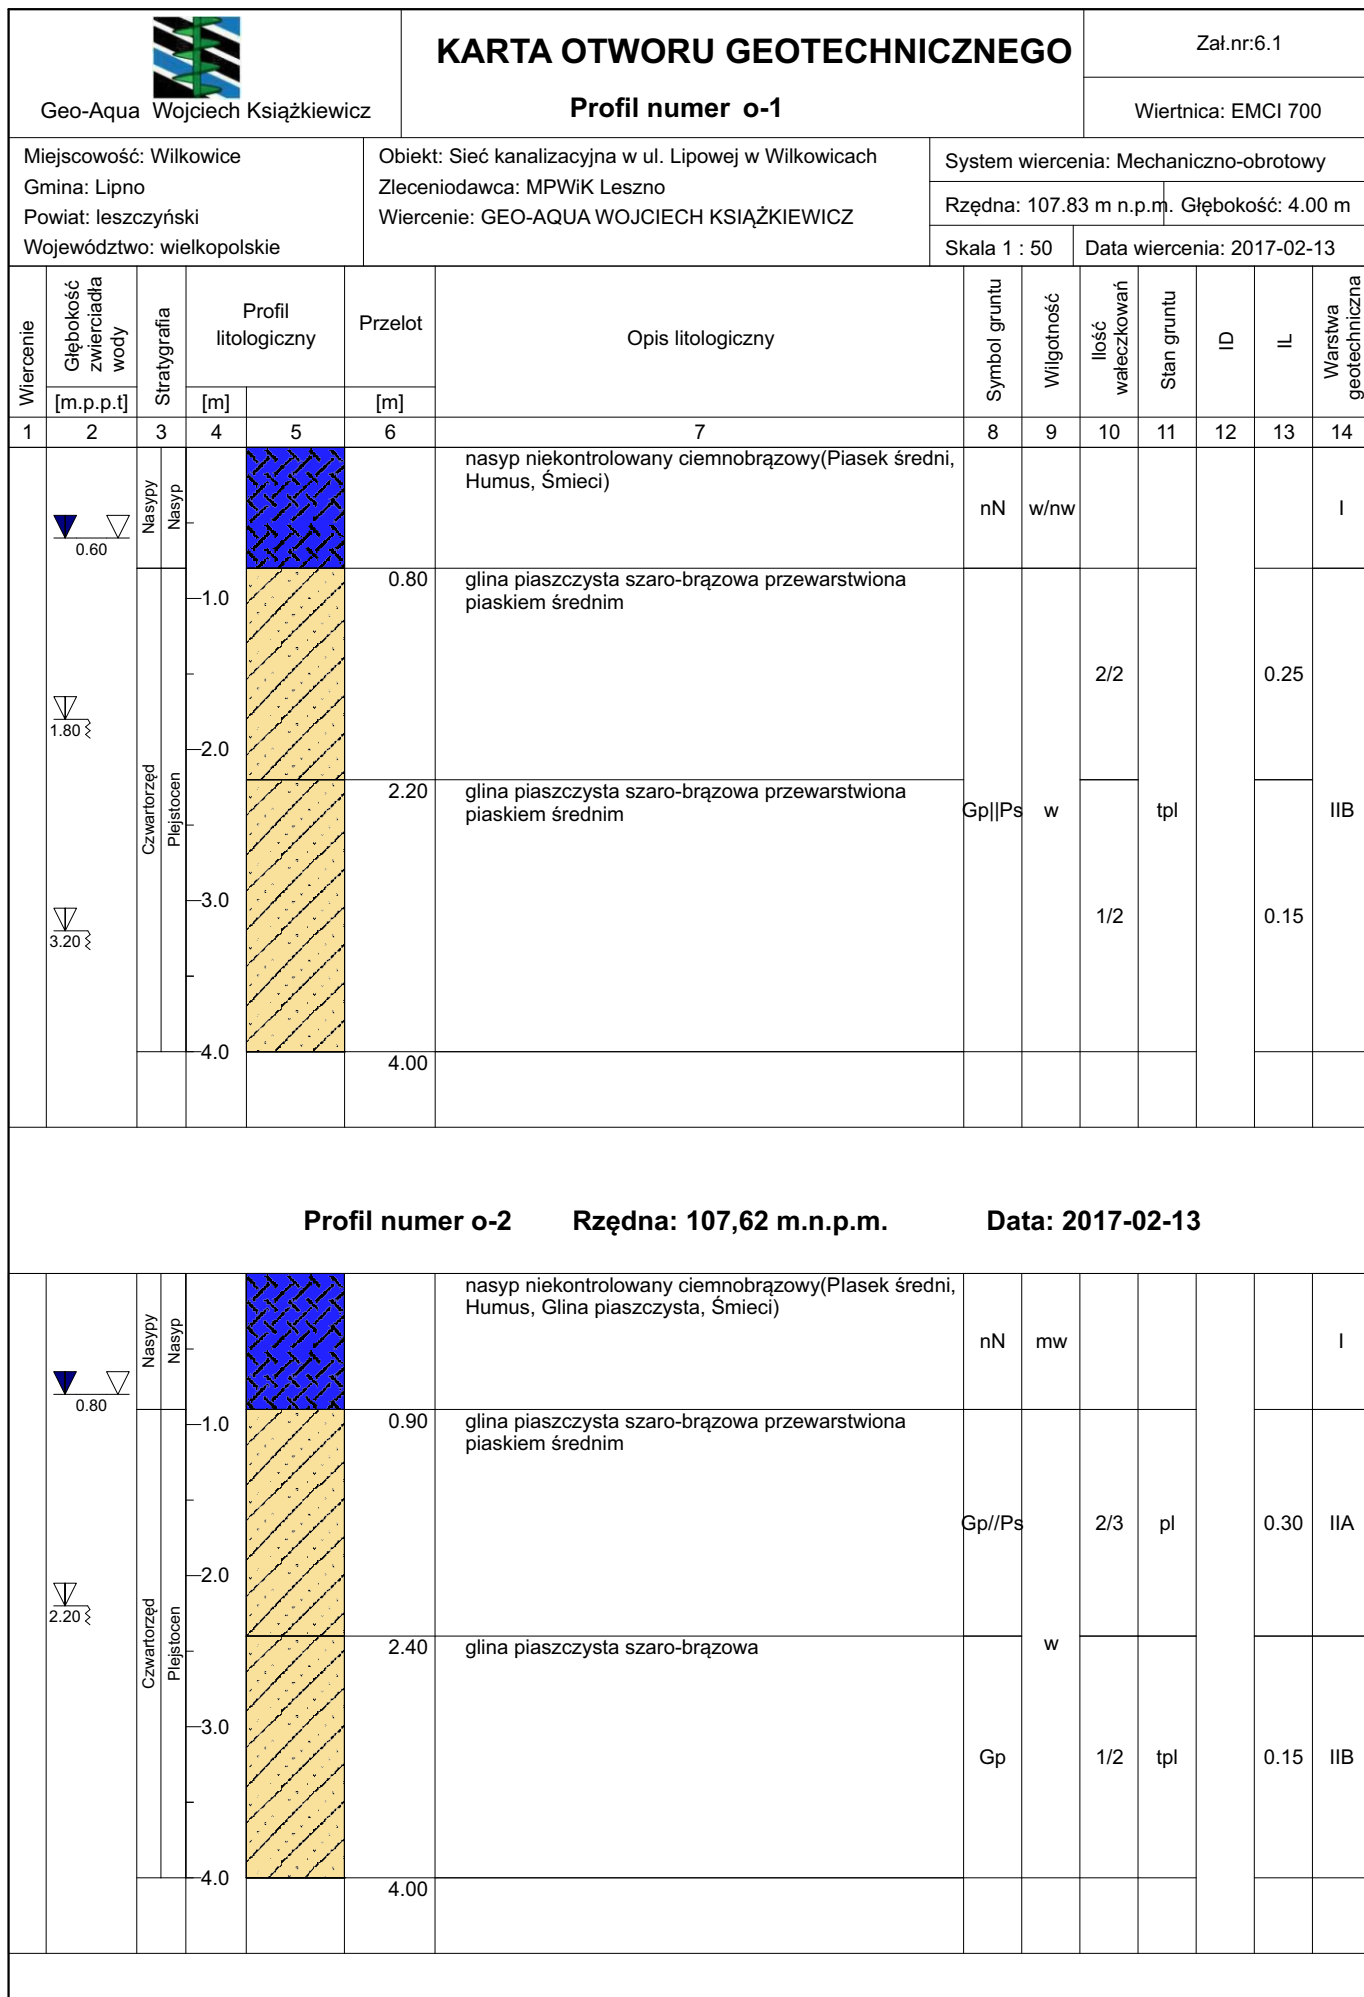 KARTA OTWORU GEOTECHNICZNEGO
Profil numer o-1
Zał.nr:6.1
Wiertnica: EMCI 700
Geo-Aqua Wojciech Książkiewicz
Miejscowość: Wilkowice
Gmina: Lipno
Powiat: leszczyński
Województwo: wielkopolskie
Obiekt: Sieć kanalizacyjna w ul. Lipowej w Wilkowicach
Zleceniodawca: MPWiK Leszno
Wiercenie: GEO-AQUA WOJCIECH KSIĄŻKIEWICZ
System wiercenia: Mechaniczno-obrotowy
Rzędna: 107.83 m n.p.m. Głębokość: 4.00 m
Skala 1 : 50 Data wiercenia: 2017-02-13
Wiercenie
Głębokość
zwierciadła
wody
[m.p.p.t]
Stratygrafia
Profil
litologiczny
[m]
Przelot
[m]
Opis litologiczny
Symbol gruntu
Wilgotność
Ilość
wałeczkowań
Stan gruntu
ID
IL
Warstwa
geotechniczna
1 2 3 4 5 6 7 8 9 10 11 12 13 14
nasyp niekontrolowany ciemnobrązowy(Piasek średni,
Humus, Śmieci)
Nasypy
Nasyp
nN w/nw I
0.60
0.80 glina piaszczysta szaro-brązowa przewarstwiona
piaskiem średnim
1.0
2/2 0.25
1.80
2.0
2.20 glina piaszczysta szaro-brązowa przewarstwiona
piaskiem średnim
Czwartorzęd
Plejstocen
Gp||Ps w tpl IIB
3.0
1/2 0.15
3.20
4.0
4.00
Profil numer o-2 Rzędna: 107,62 m.n.p.m. Data: 2017-02-13
nasyp niekontrolowany ciemnobrązowy(PIasek średni,
Humus, Glina piaszczysta, Śmieci)
Nasypy
Nasyp
nN mw I
0.80
0.90 glina piaszczysta szaro-brązowa przewarstwiona
piaskiem średnim
1.0
Gp//Ps 2/3 pl 0.30 IIA
2.0
2.20
2.40 glina piaszczysta szaro-brązowa
w
Czwartorzęd
Plejstocen
3.0
Gp 1/2 tpl 0.15 IIB
4.0
4.00